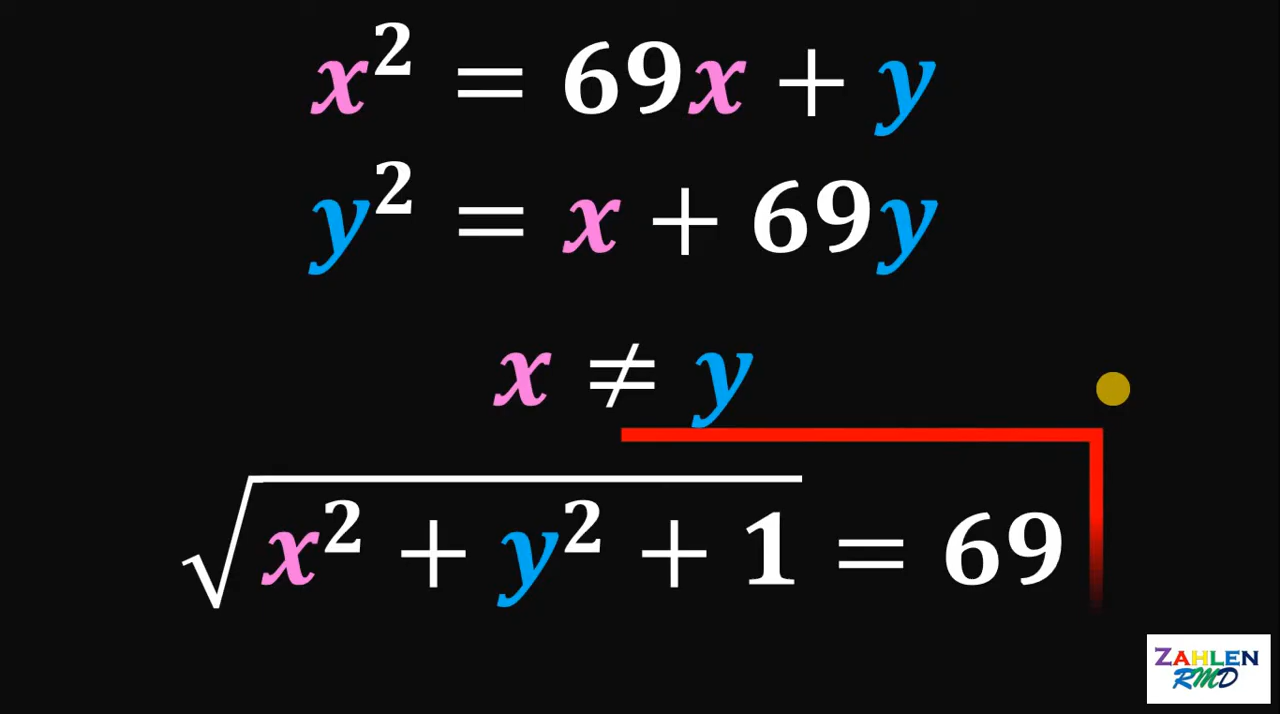 x² = 69x + y
y² = x + 69y
x ≠ y
√(x² + y² + 1) = 69
ZAHLEN
RMD